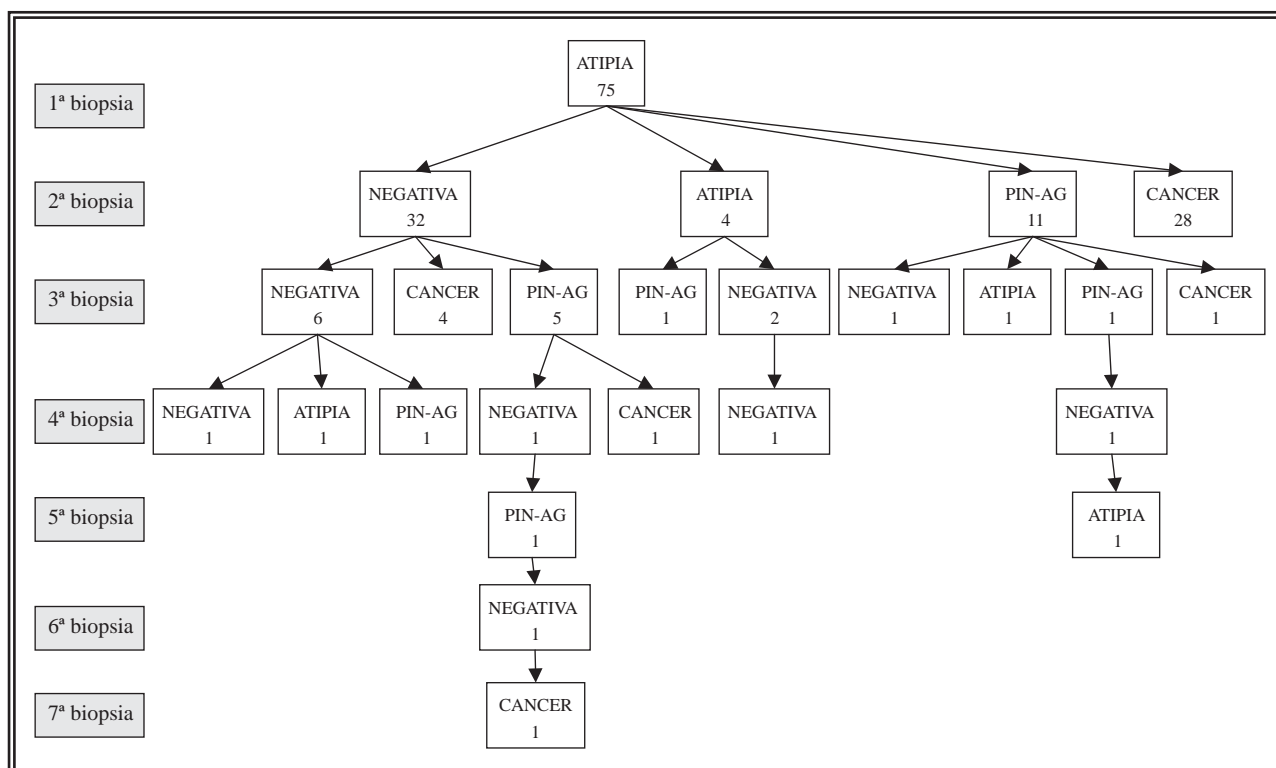 ATIPIA
75
1ª biopsia
2ª biopsia
NEGATIVA
32
ATIPIA
4
PIN-AG
11
CANCER
28
3ª biopsia
NEGATIVA
6
CANCER
4
PIN-AG
5
PIN-AG
1
NEGATIVA
2
NEGATIVA
1
ATIPIA
1
PIN-AG
1
CANCER
1
4ª biopsia
NEGATIVA
1
ATIPIA
1
PIN-AG
1
NEGATIVA
1
CANCER
1
NEGATIVA
1
NEGATIVA
1
5ª biopsia
PIN-AG
1
ATIPIA
1
6ª biopsia
NEGATIVA
1
7ª biopsia
CANCER
1